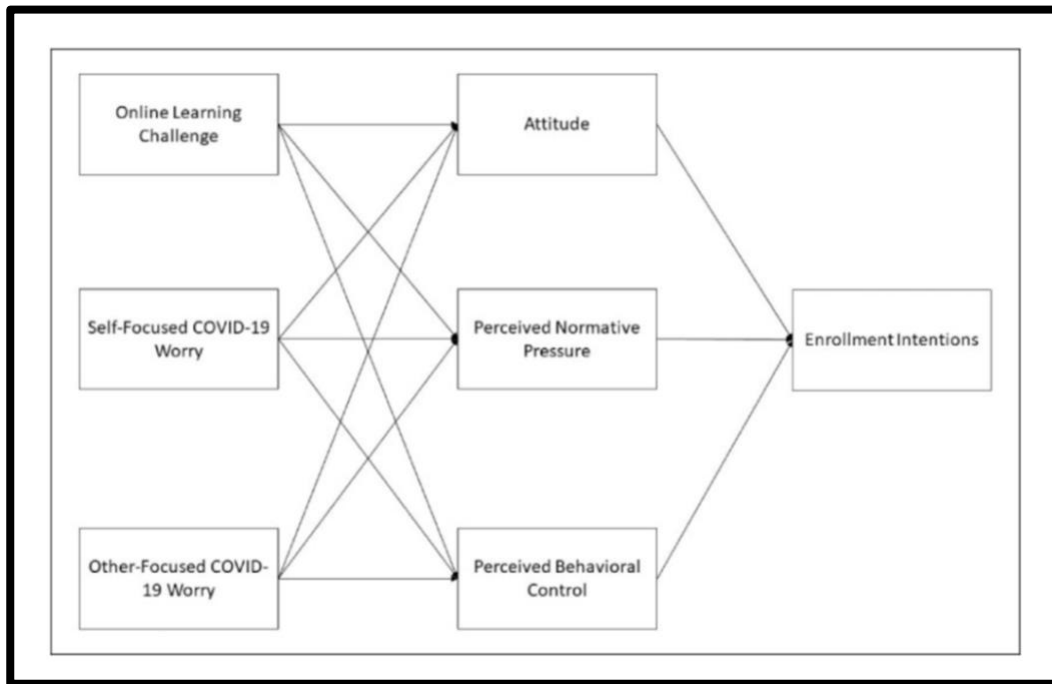 Online Learning
Challenge
Attitude
Self-Focused COVID-19
Worry
Perceived Normative
Pressure
Enrollment Intentions
Other-Focused COVID-
19 Worry
Perceived Behavioral
Control